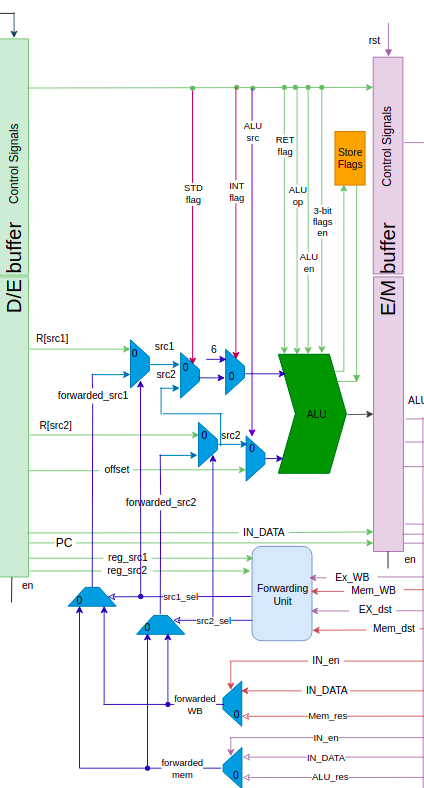 rst
Control Signals
D/E buffer
Control Signals
E/M buffer
ALU
src
STD
flag
INT
flag
RET
flag
ALU
op
3-bit
flags
en
ALU
en
Store
Flags
R[src1]
0
src1
src2
0
6
0
forwarded_src1
ALU
ALU
R[src2]
0
src2
0
offset
forwarded_src2
IN_DATA
PC
reg_src1
reg_src2
en
en
Forwarding
Unit
Ex_WB
Mem_WB
EX_dst
Mem_dst
src1_sel
0
src2_sel
0
IN_en
IN_DATA
forwarded
WB
0
Mem_res
IN_en
IN_DATA
forwarded
mem
0
ALU_res